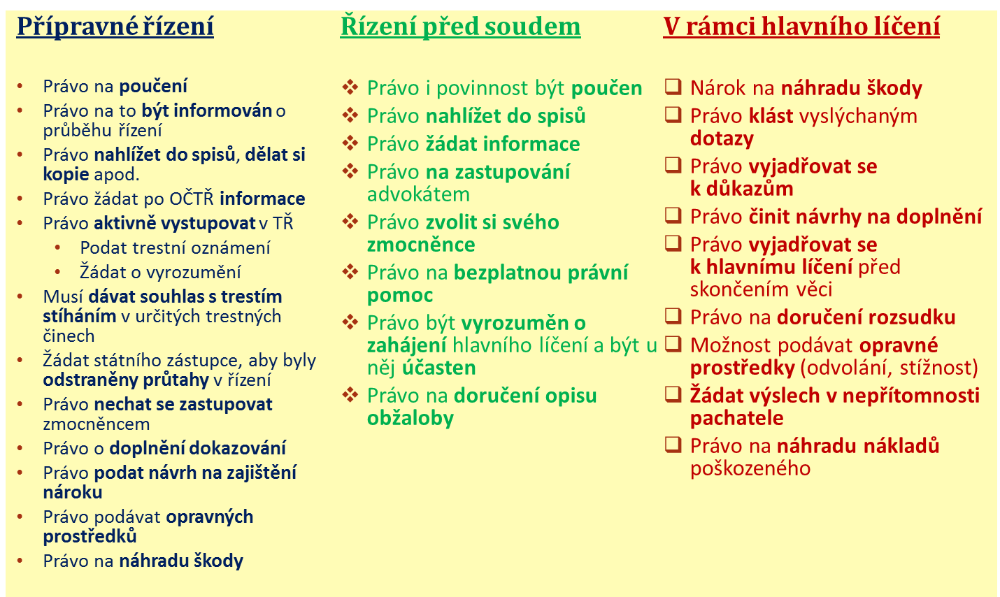 Přípravné řízení
• Právo na poučení
• Právo na to být informován o
průběhu řízení
• Právo nahlížet do spisů, dělat si
kopie apod.
• Právo žádat po OČTŘ informace
• Právo aktivně vystupovat v TŘ
• Podat trestní oznámení
• Žádat o vyrozumění
• Musí dávat souhlas s trestím
stíháním v určitých trestných
činech
• Žádat státního zástupce, aby byly
odstraněny průtahy v řízení
• Právo nechat se zastupovat
zmocněncem
• Právo o doplnění dokazování
• Právo podat návrh na zajištění
nároku
• Právo podávat opravných
prostředků
• Právo na náhradu škody
Řízení před soudem
❖ Právo i povinnost být poučen
❖ Právo nahlížet do spisů
❖ Právo žádat informace
❖ Právo na zastupování
advokátem
❖ Právo zvolit si svého
zmocněnce
❖ Právo na bezplatnou právní
pomoc
❖ Právo být vyrozuměn o
zahájení hlavního líčení a být u
něj účasten
❖ Právo na doručení opisu
obžaloby
V rámci hlavního líčení
❑ Nárok na náhradu škody
❑ Právo klást vyslýchaným
dotazy
❑ Právo vyjadřovat se
k důkazům
❑ Právo činit návrhy na doplnění
❑ Právo vyjadřovat se
k hlavnímu líčení před
skončením věci
❑ Právo na doručení rozsudku
❑ Možnost podávat opravné
prostředky (odvolání, stížnost)
❑ Žádat výslech v nepřítomnosti
pachatele
❑ Právo na náhradu nákladů
poškozeného